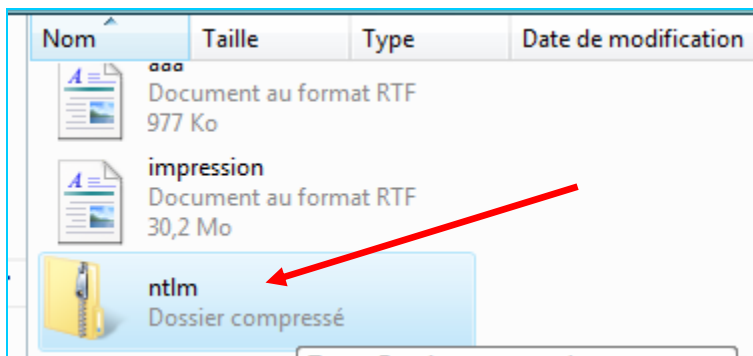 Nom Taille Type Date de modification
aaa
Document au format RTF
977 Ko
impression
Document au format RTF
30,2 Mo
ntlm
Dossier compressé